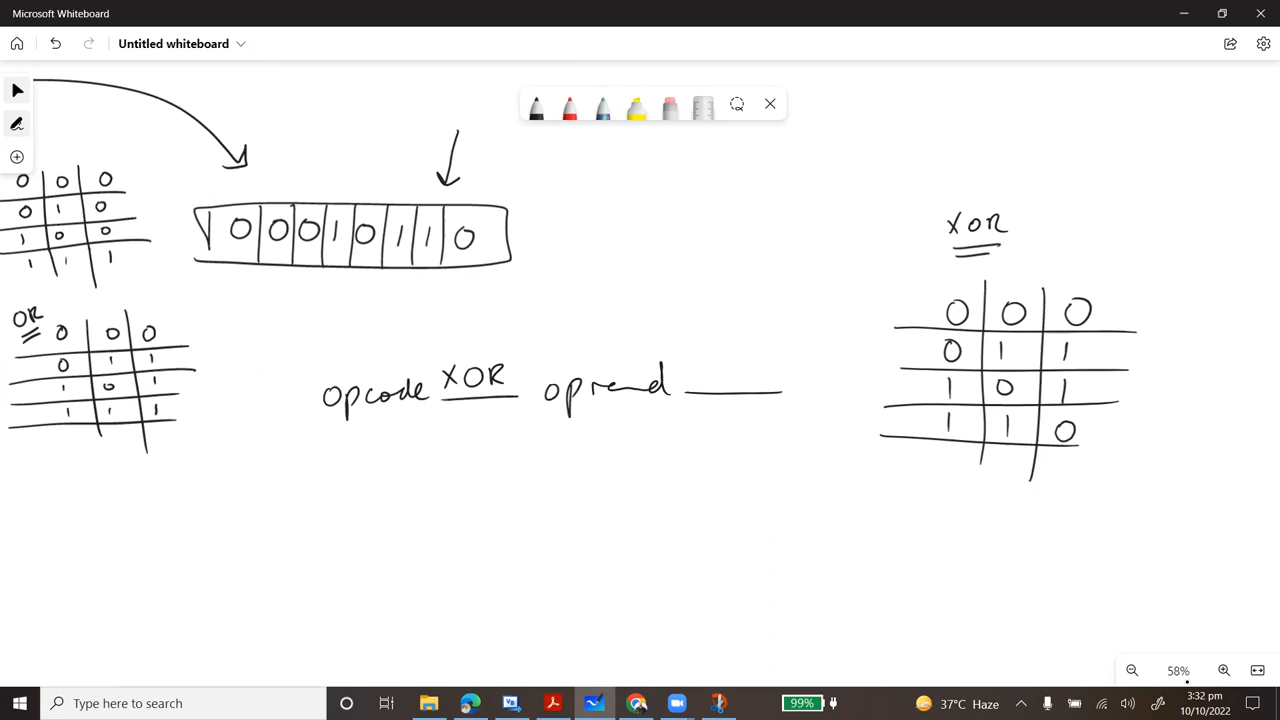 Microsoft Whiteboard
Untitled whiteboard
0 0 0
0 1 0
1 0 0
1 1 1
0 0 0 1 0 1 1 0
OR
0 0 0
0 1 1
1 0 1
1 1 1
opcode XOR oprend
XOR
0 0 0
0 1 1
1 0 1
1 1 0
58%
Type here to search
99%
37°C Haze
3:32 pm
10/10/2022